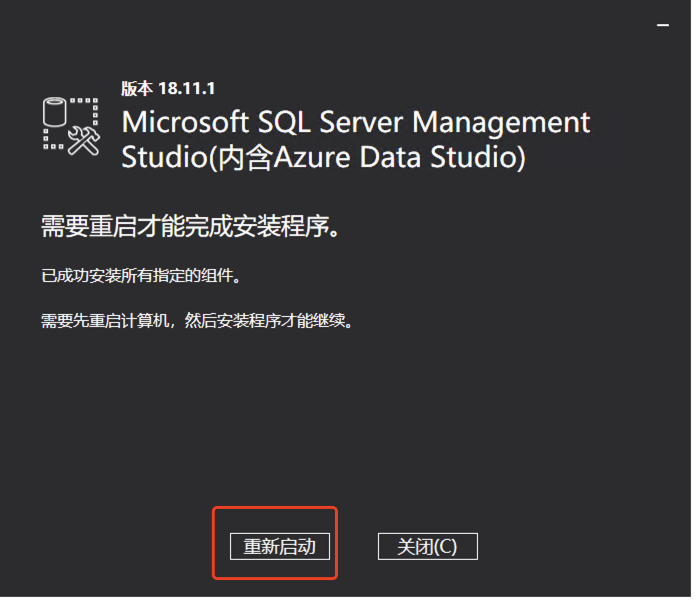 版本 18.11.1
Microsoft SQL Server Management
Studio(内含Azure Data Studio)
需要重启才能完成安装程序。
已成功安装所有指定的组件。
需要先重启计算机，然后安装程序才能继续。
重新启动
关闭(C)